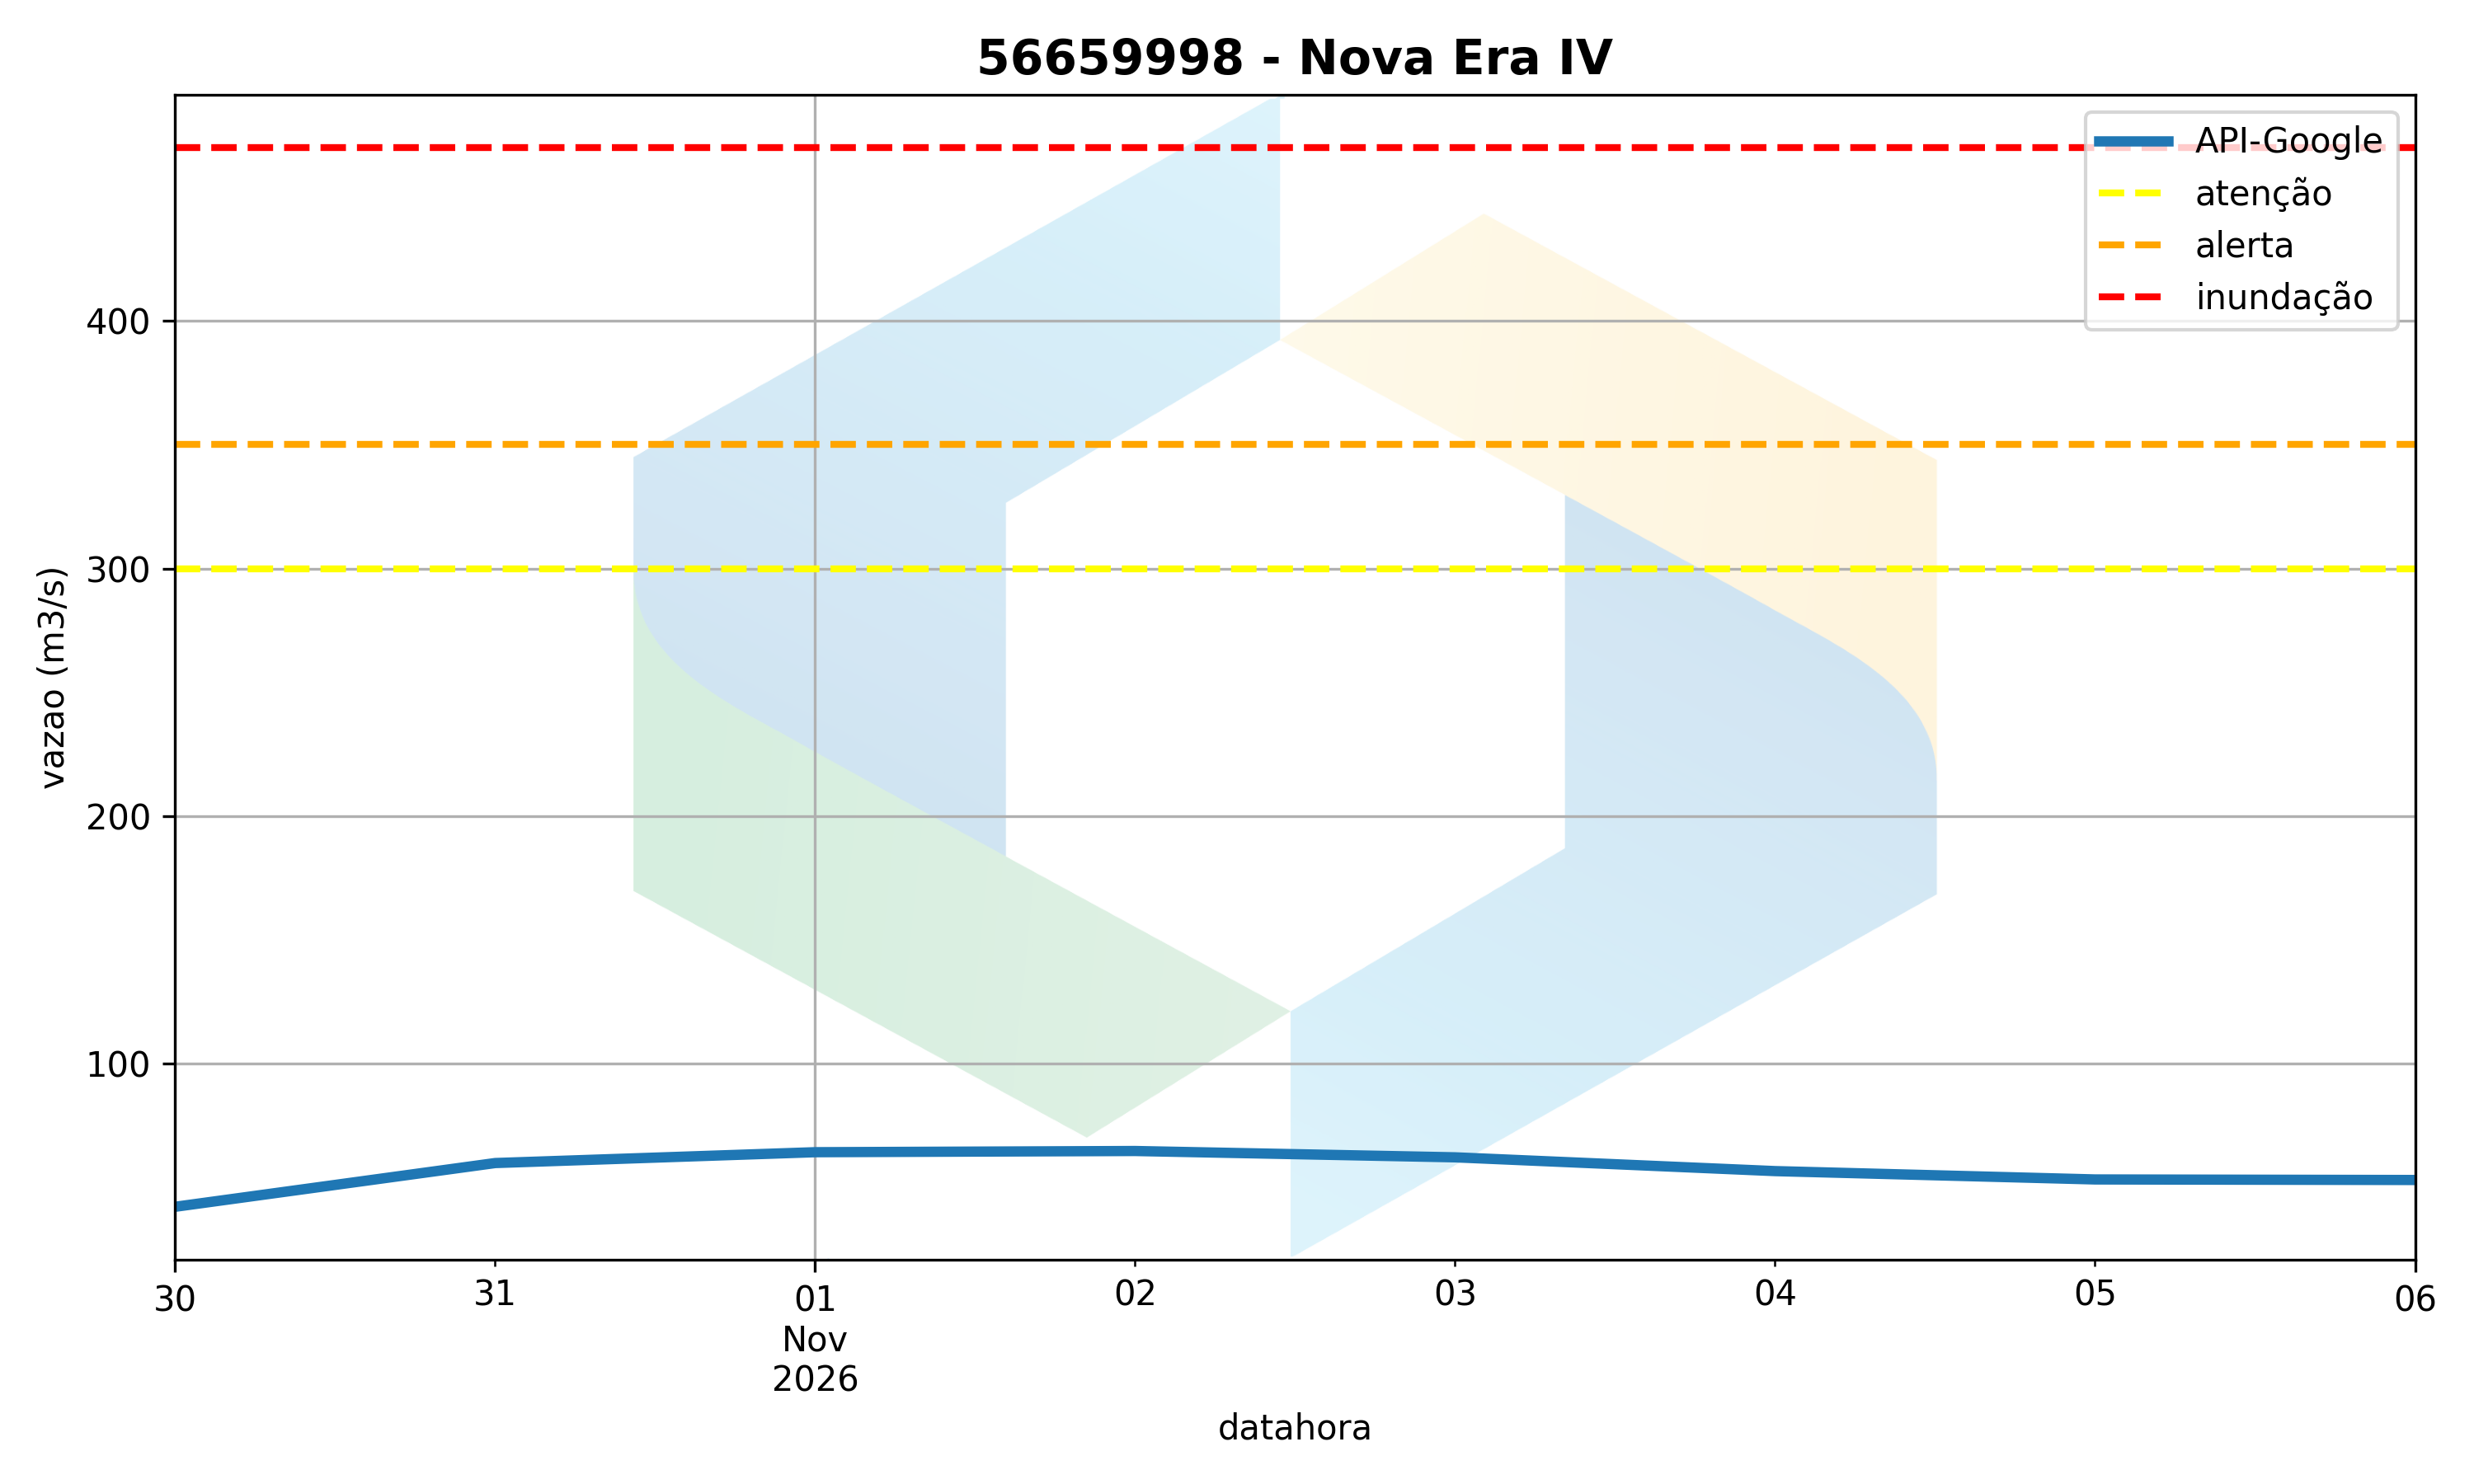 56659998 - Nova Era IV
API-Google
atenção
alerta
inundação
400
300
200
100
vazao (m3/s)
30
31
01
02
03
04
05
06
Nov
2026
datahora